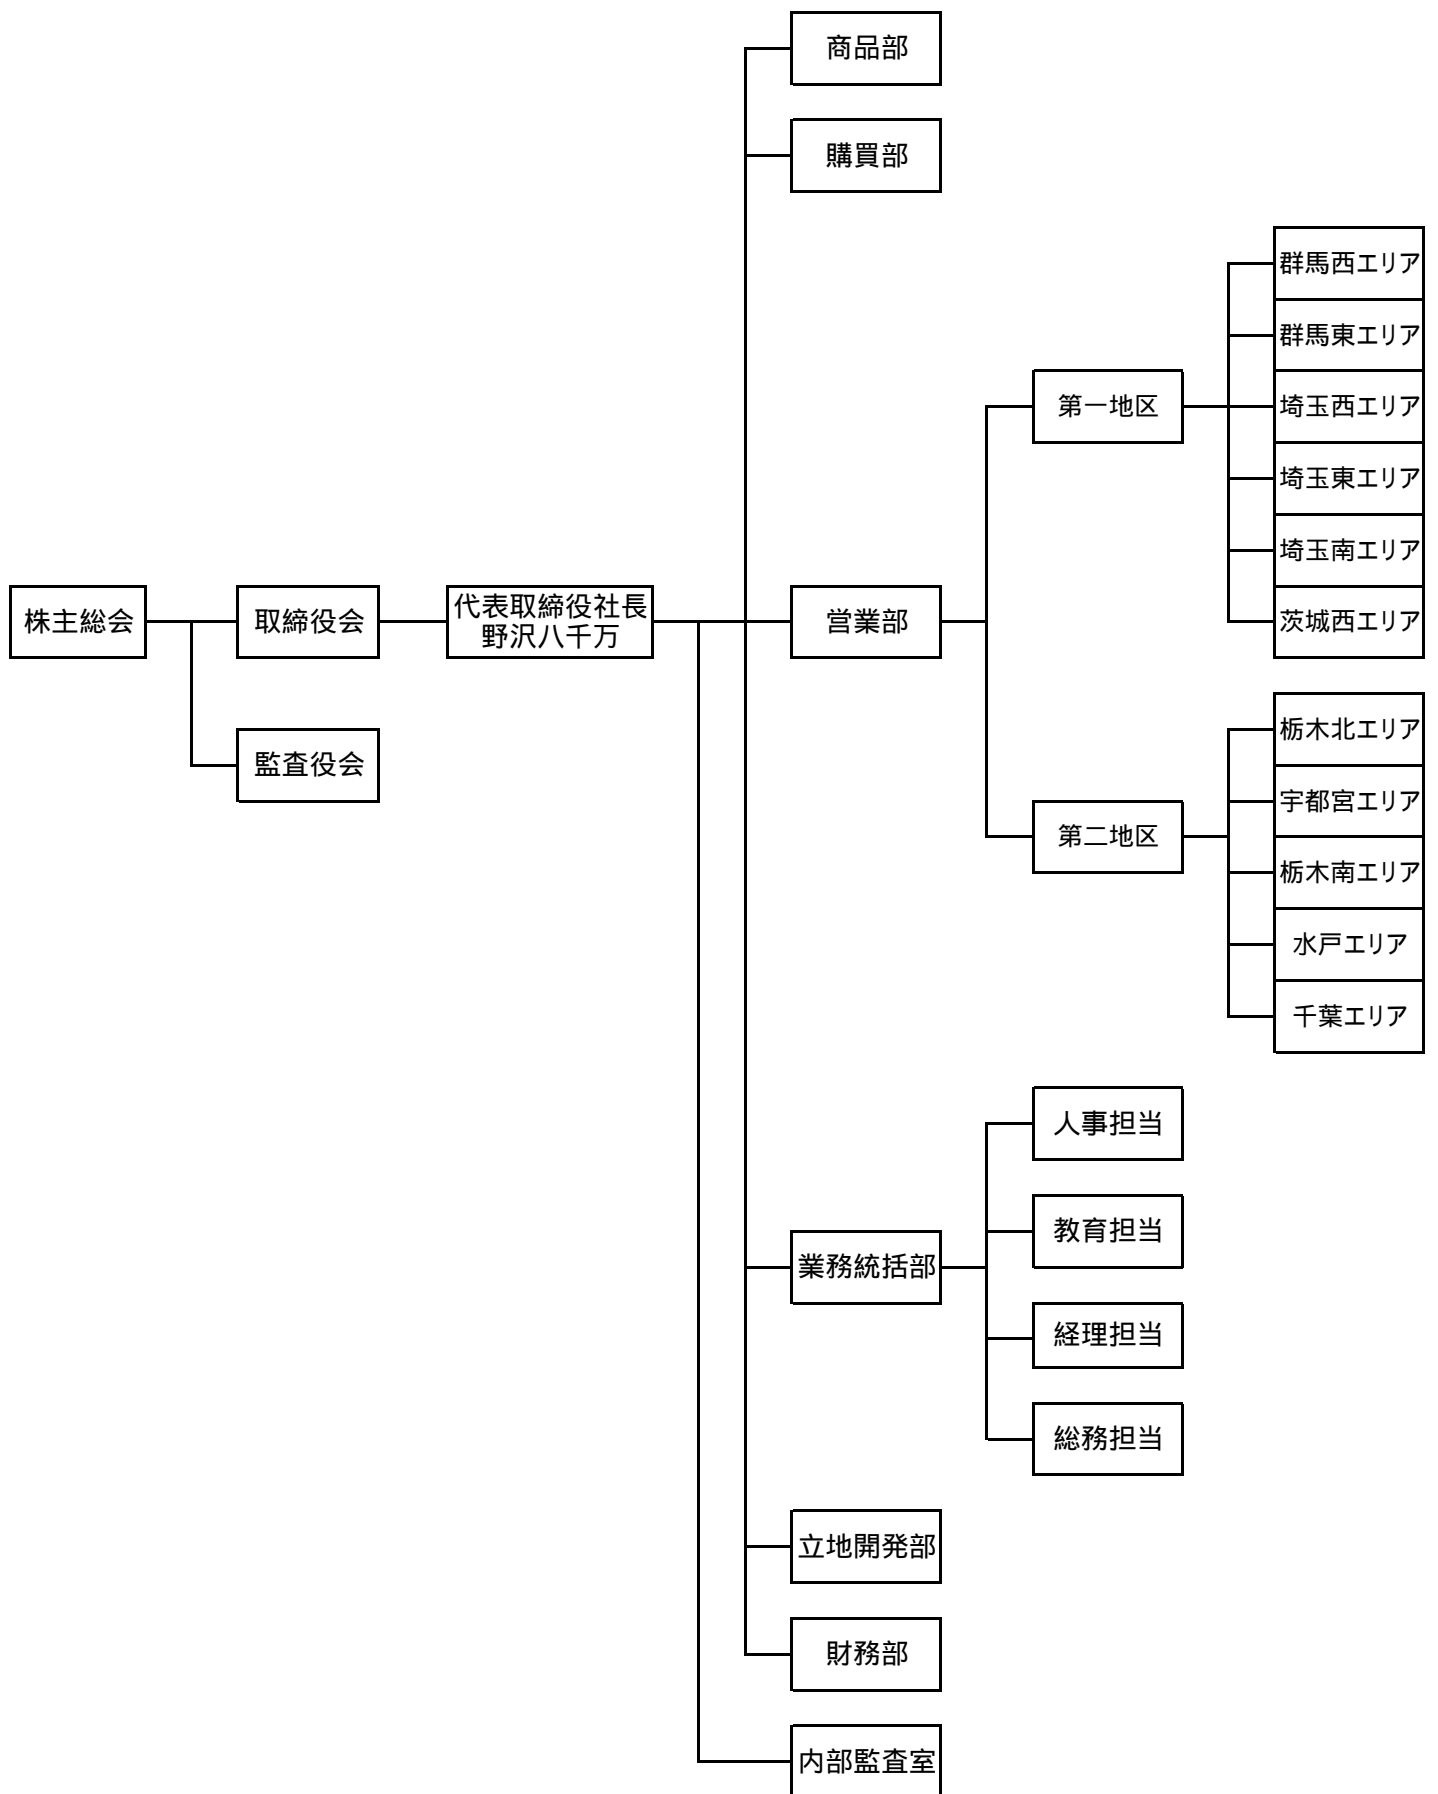 商品部
購買部
群馬西エリア
群馬東エリア
第一地区
埼玉西エリア
埼玉東エリア
埼玉南エリア
株主総会
取締役会
代表取締役社長
野沢八千万
営業部
茨城西エリア
監査役会
栃木北エリア
宇都宮エリア
第二地区
栃木南エリア
水戸エリア
千葉エリア
人事担当
教育担当
業務統括部
経理担当
総務担当
立地開発部
財務部
内部監査室